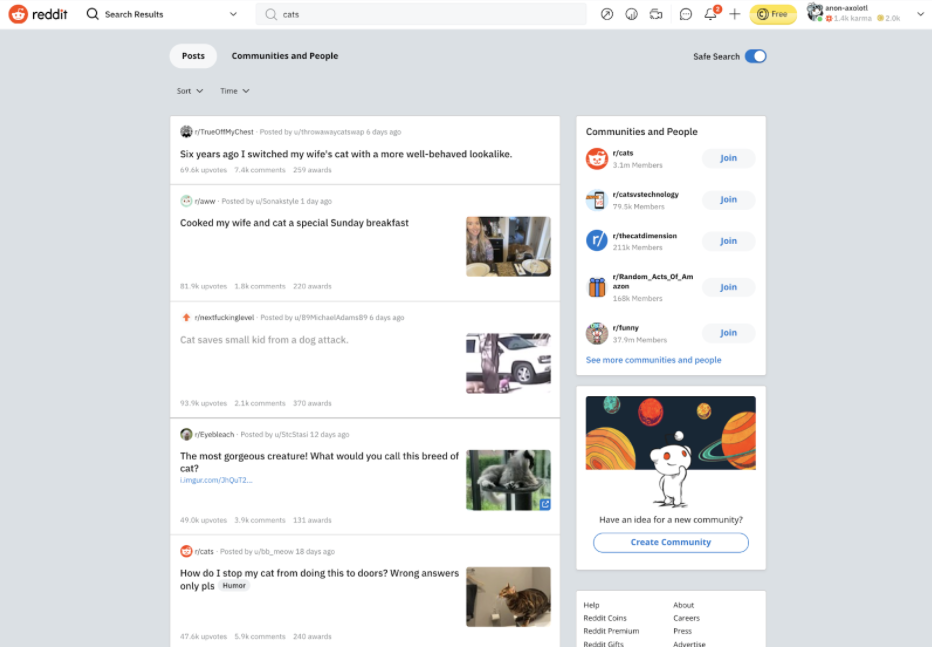 reddit
Search Results
cats
2
Free
anon-axolotl
1.4k karma 2.0k
Posts
Communities and People
Safe Search
Sort
Time
r/TrueOffMyChest · Posted by u/throwawaycatswap 6 days ago
Six years ago I switched my wife's cat with a more well-behaved lookalike.
69.6k upvotes 7.4k comments 259 awards
r/aww · Posted by u/Sonakstyle 1 day ago
Cooked my wife and cat a special Sunday breakfast
81.9k upvotes 1.8k comments 220 awards
r/nextfuckinglevel · Posted by u/89MichaelAdams89 6 days ago
Cat saves small kid from a dog attack.
93.9k upvotes 2.1k comments 370 awards
r/Eyebleach · Posted by u/StcStasi 12 days ago
The most gorgeous creature! What would you call this breed of
cat?
i.imgur.com/JhQuT2...
49.0k upvotes 3.9k comments 131 awards
r/cats · Posted by u/bb_meow 18 days ago
How do I stop my cat from doing this to doors? Wrong answers
only pls Humor
47.6k upvotes 5.9k comments 240 awards
Communities and People
r/cats
3.1m Members
Join
r/catsvstechnology
79.5k Members
Join
r/thecatdimension
211k Members
Join
r/Random_Acts_Of_Am
azon
168k Members
Join
r/funny
37.9m Members
Join
See more communities and people
Have an idea for a new community?
Create Community
Help
About
Reddit Coins
Careers
Reddit Premium
Press
Reddit Gifts
Advertise